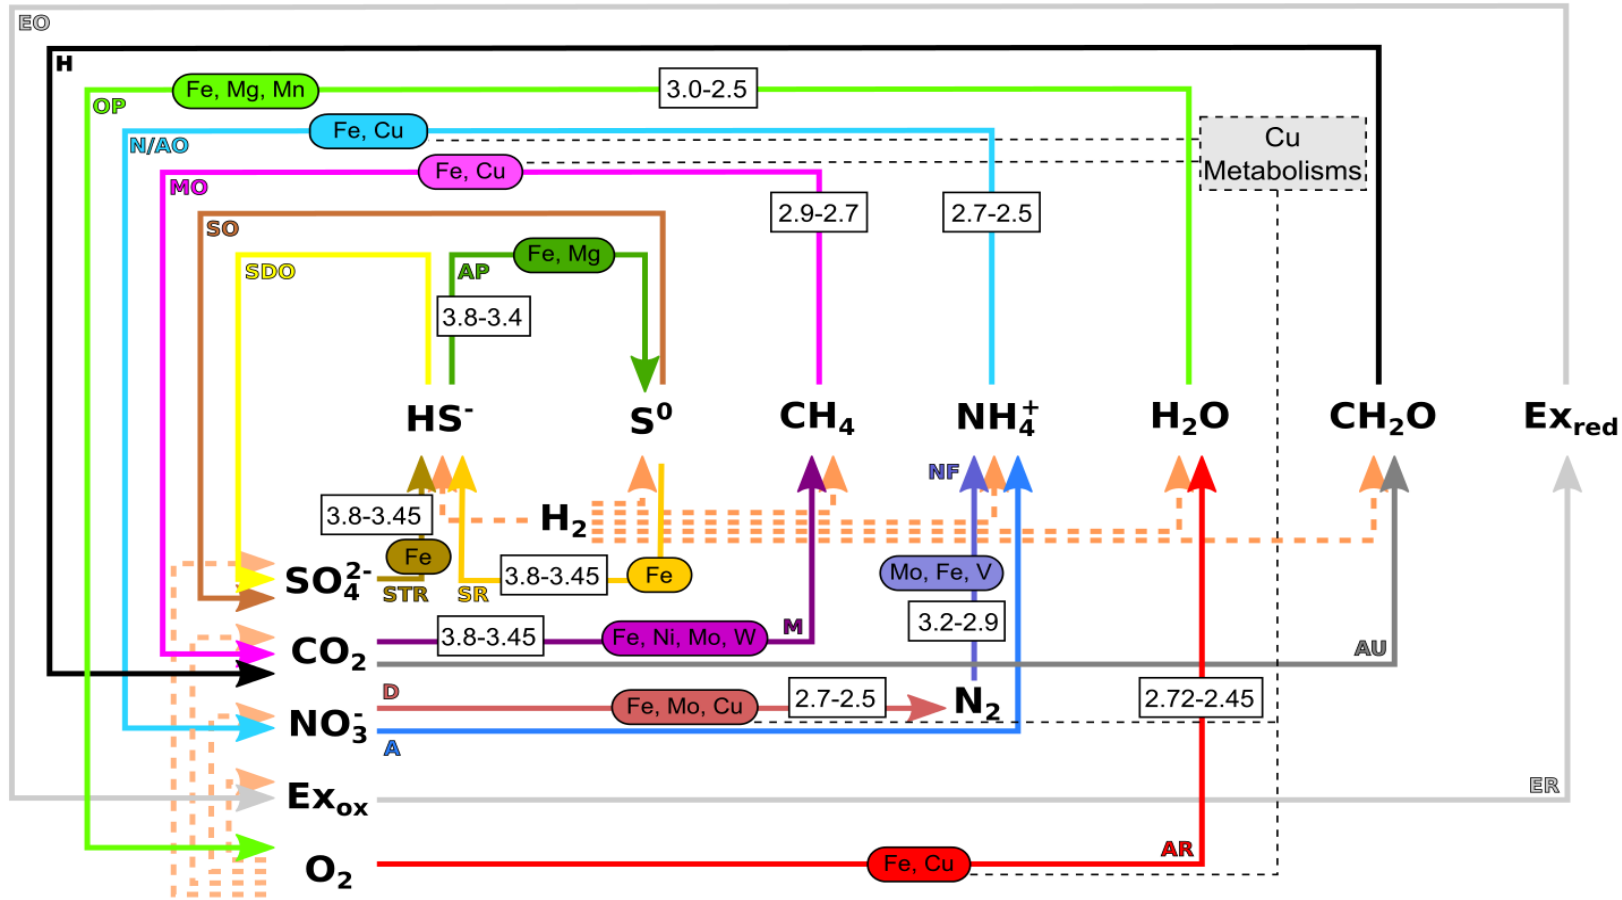 EO
H
OP
Fe, Mg, Mn
3.0-2.5
N/AO
Fe, Cu
Cu
Metabolisms
MO
Fe, Cu
SO
2.9-2.7
2.7-2.5
SDO
AP
Fe, Mg
3.8-3.4
HS⁻
S⁰
CH₄
NH₄⁺
H₂O
CH₂O
Ex_red
NF
3.8-3.45
H₂
Fe
SO₄²⁻
STR
SR
3.8-3.45
Fe
Mo, Fe, V
3.2-2.9
CO₂
3.8-3.45
Fe, Ni, Mo, W
M
AU
D
Fe, Mo, Cu
2.7-2.5
N₂
2.72-2.45
NO₃⁻
A
Ex_ox
ER
O₂
Fe, Cu
AR